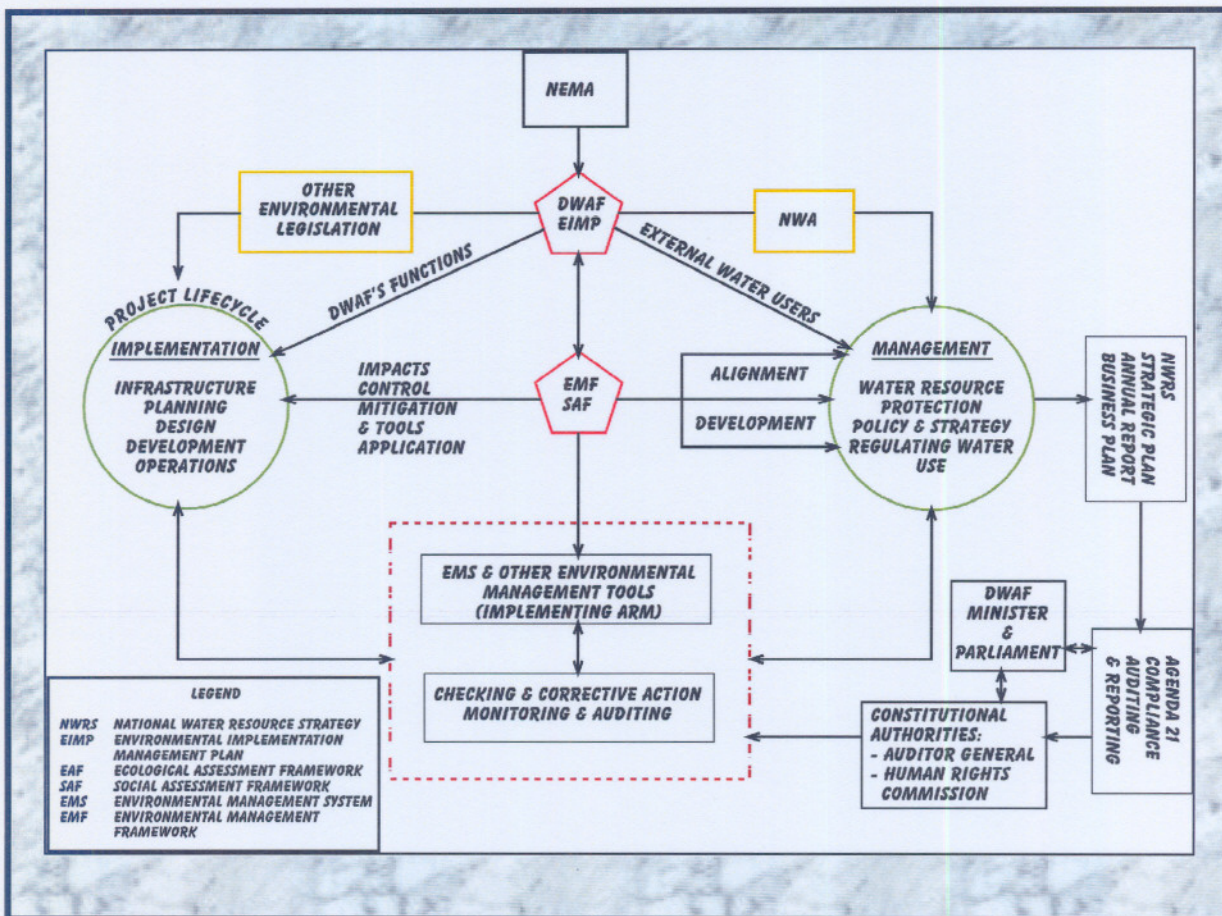 NEMA
OTHER
ENVIRONMENTAL
LEGISLATION
DWAF
EIMP
NWA
PROJECT LIFECYCLE
DWAF'S FUNCTIONS
EXTERNAL WATER USERS
IMPLEMENTATION
INFRASTRUCTURE
PLANNING
DESIGN
DEVELOPMENT
OPERATIONS
IMPACTS
CONTROL
MITIGATION
& TOOLS
APPLICATION
EMF
SAF
ALIGNMENT
DEVELOPMENT
MANAGEMENT
WATER RESOURCE
PROTECTION
POLICY & STRATEGY
REGULATING WATER
USE
NWRS
STRATEGIC PLAN
ANNUAL REPORT
BUSINESS PLAN
EMS & OTHER ENVIRONMENTAL
MANAGEMENT TOOLS
(IMPLEMENTING ARM)
CHECKING & CORRECTIVE ACTION
MONITORING & AUDITING
DWAF
MINISTER
&
PARLIAMENT
AGENDA 21
COMPLIANCE
AUDITING
& REPORTING
CONSTITUTIONAL
AUTHORITIES:
- AUDITOR GENERAL
- HUMAN RIGHTS
COMMISSION
LEGEND
NWRS NATIONAL WATER RESOURCE STRATEGY
EIMP ENVIRONMENTAL IMPLEMENTATION
MANAGEMENT PLAN
EAF ECOLOGICAL ASSESSMENT FRAMEWORK
SAF SOCIAL ASSESSMENT FRAMEWORK
EMS ENVIRONMENTAL MANAGEMENT SYSTEM
EMF ENVIRONMENTAL MANAGEMENT
FRAMEWORK